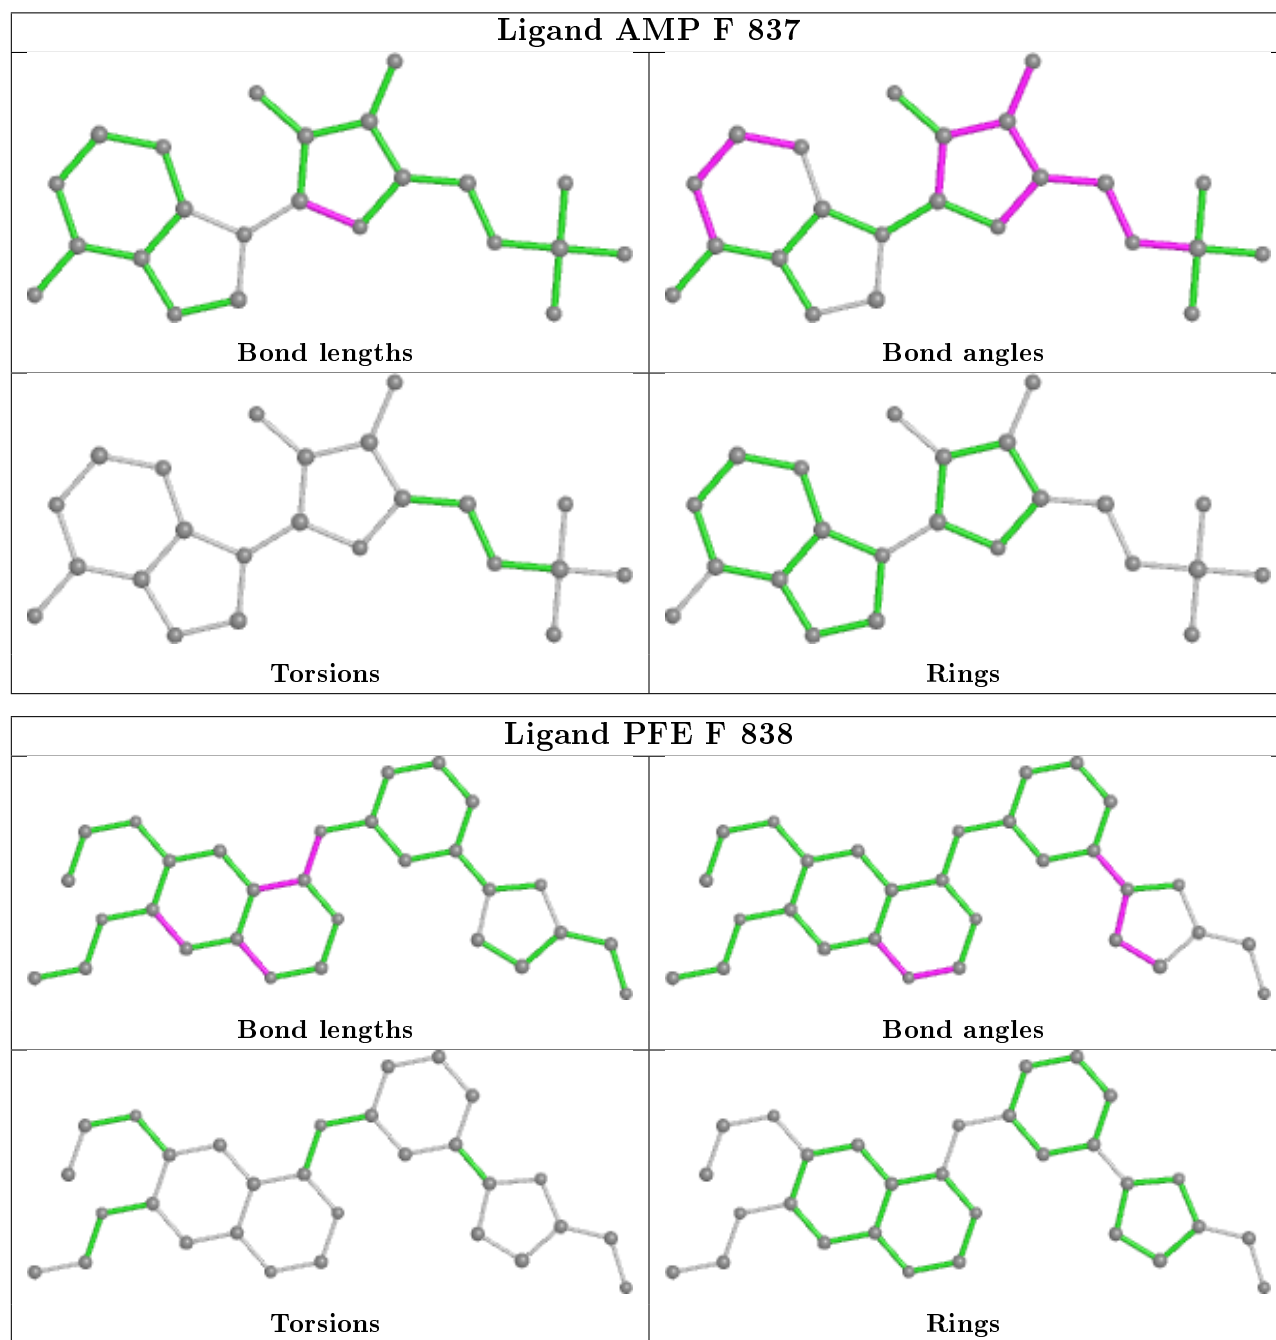 Ligand AMP F 837
Bond lengths
Bond angles
Torsions
Rings
Ligand PFE F 838
Bond lengths
Bond angles
Torsions
Rings